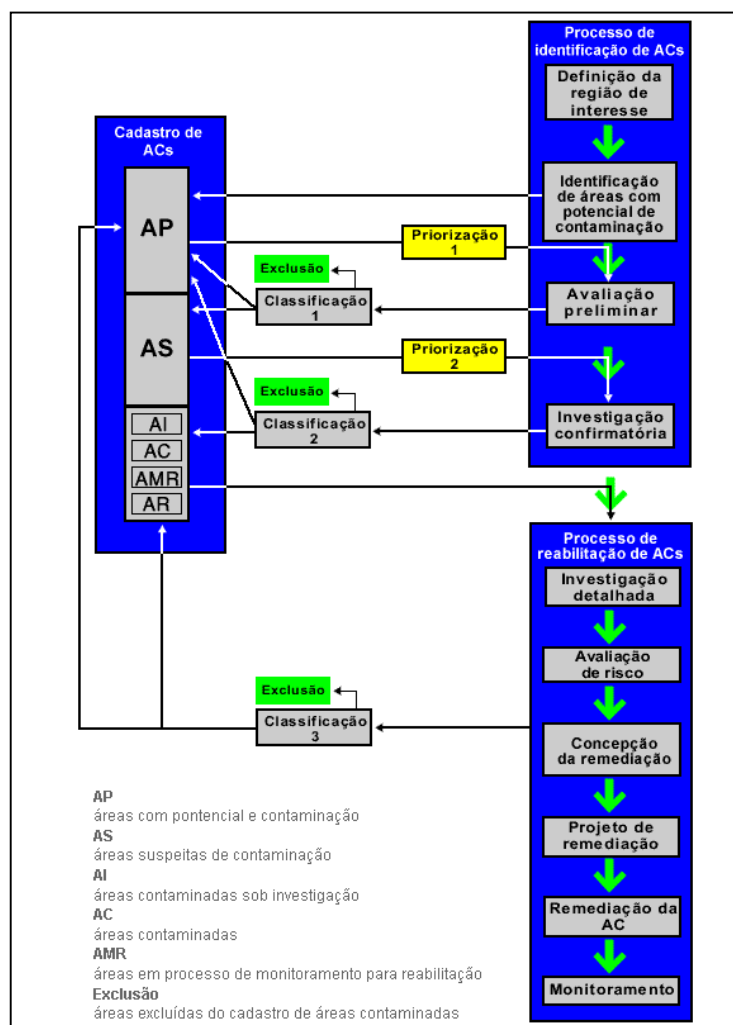 Processo de
identificação de ACs
Definição da
região de
interesse
Identificação
de áreas com
potencial de
contaminação
Avaliação
preliminar
Investigação
confirmatória
Cadastro de
ACs
AP
AS
AI
AC
AMR
AR
Priorização
1
Exclusão
Classificação
1
Priorização
2
Exclusão
Classificação
2
Processo de
reabilitação de ACs
Investigação
detalhada
Avaliação
de risco
Concepção
da remediação
Projeto de
remediação
Remediação da
AC
Monitoramento
Exclusão
Classificação
3
AP
áreas com pontencial e contaminação
AS
áreas suspeitas de contaminação
AI
áreas contaminadas sob investigação
AC
áreas contaminadas
AMR
áreas em processo de monitoramento para reabilitação
Exclusão
áreas excluídas do cadastro de áreas contaminadas